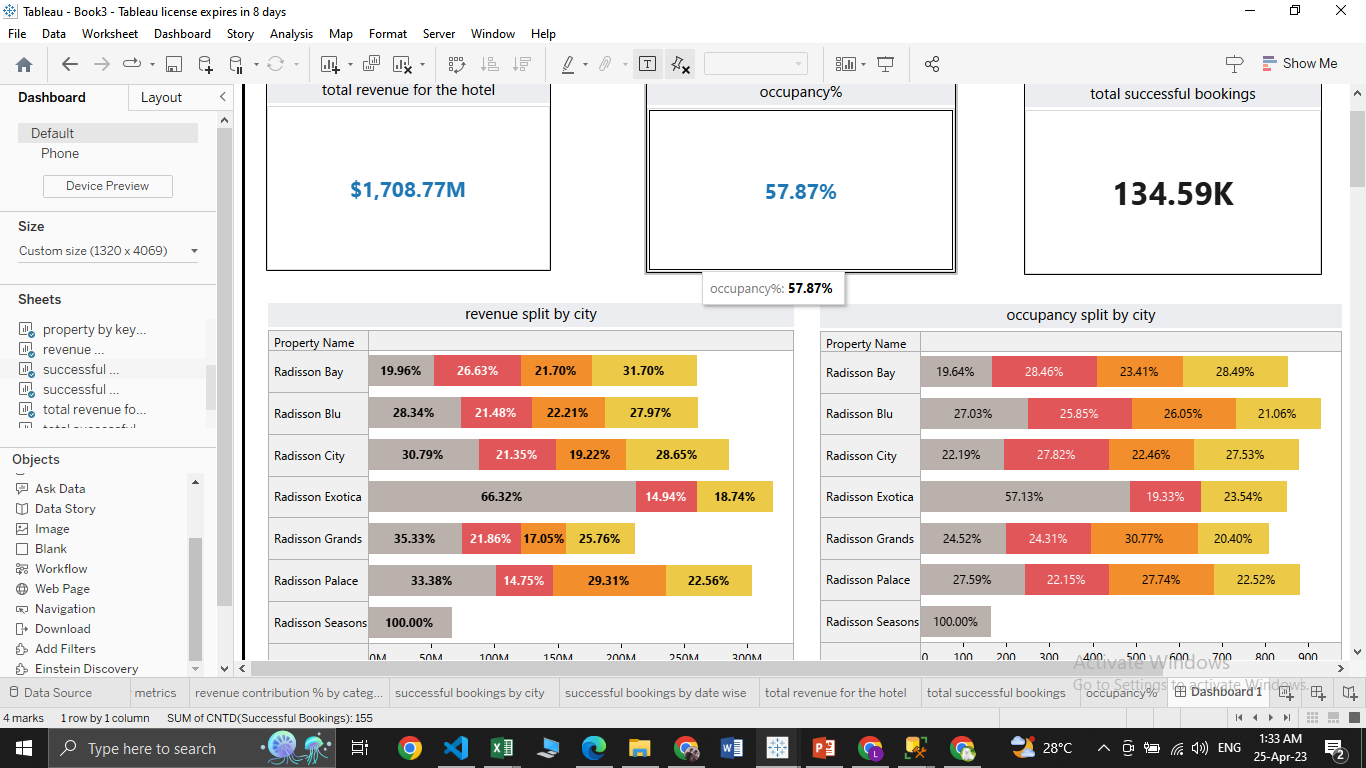 Tableau - Book3 - Tableau license expires in 8 days
File Data Worksheet Dashboard Story Analysis Map Format Server Window Help
Show Me
Dashboard Layout
Default
Phone
Device Preview
Size
Custom size (1320 x 4069)
Sheets
property by key...
revenue ...
successful ...
successful ...
total revenue fo...
total successful
Objects
Ask Data
Data Story
Image
Blank
Workflow
Web Page
Navigation
Download
Add Filters
Einstein Discovery
total revenue for the hotel
$1,708.77M
occupancy%
57.87%
occupancy%: 57.87%
total successful bookings
134.59K
revenue split by city
Property Name
Radisson Bay 19.96% 26.63% 21.70% 31.70%
Radisson Blu 28.34% 21.48% 22.21% 27.97%
Radisson City 30.79% 21.35% 19.22% 28.65%
Radisson Exotica 66.32% 14.94% 18.74%
Radisson Grands 35.33% 21.86% 17.05% 25.76%
Radisson Palace 33.38% 14.75% 29.31% 22.56%
Radisson Seasons 100.00%
0M 50M 100M 150M 200M 250M 300M
occupancy split by city
Property Name
Radisson Bay 19.64% 28.46% 23.41% 28.49%
Radisson Blu 27.03% 25.85% 26.05% 21.06%
Radisson City 22.19% 27.82% 22.46% 27.53%
Radisson Exotica 57.13% 19.33% 23.54%
Radisson Grands 24.52% 24.31% 30.77% 20.40%
Radisson Palace 27.59% 22.15% 27.74% 22.52%
Radisson Seasons 100.00%
0 100 200 300 400 500 600 700 800 900
Activate Windows
Go to Settings to activate Windows.
Data Source metrics revenue contribution % by categ... successful bookings by city successful bookings by date wise total revenue for the hotel total successful bookings occupancy% Dashboard 1
4 marks 1 row by 1 column SUM of CNTD(Successful Bookings): 155
Type here to search
28°C ENG
1:33 AM
25-Apr-23
2